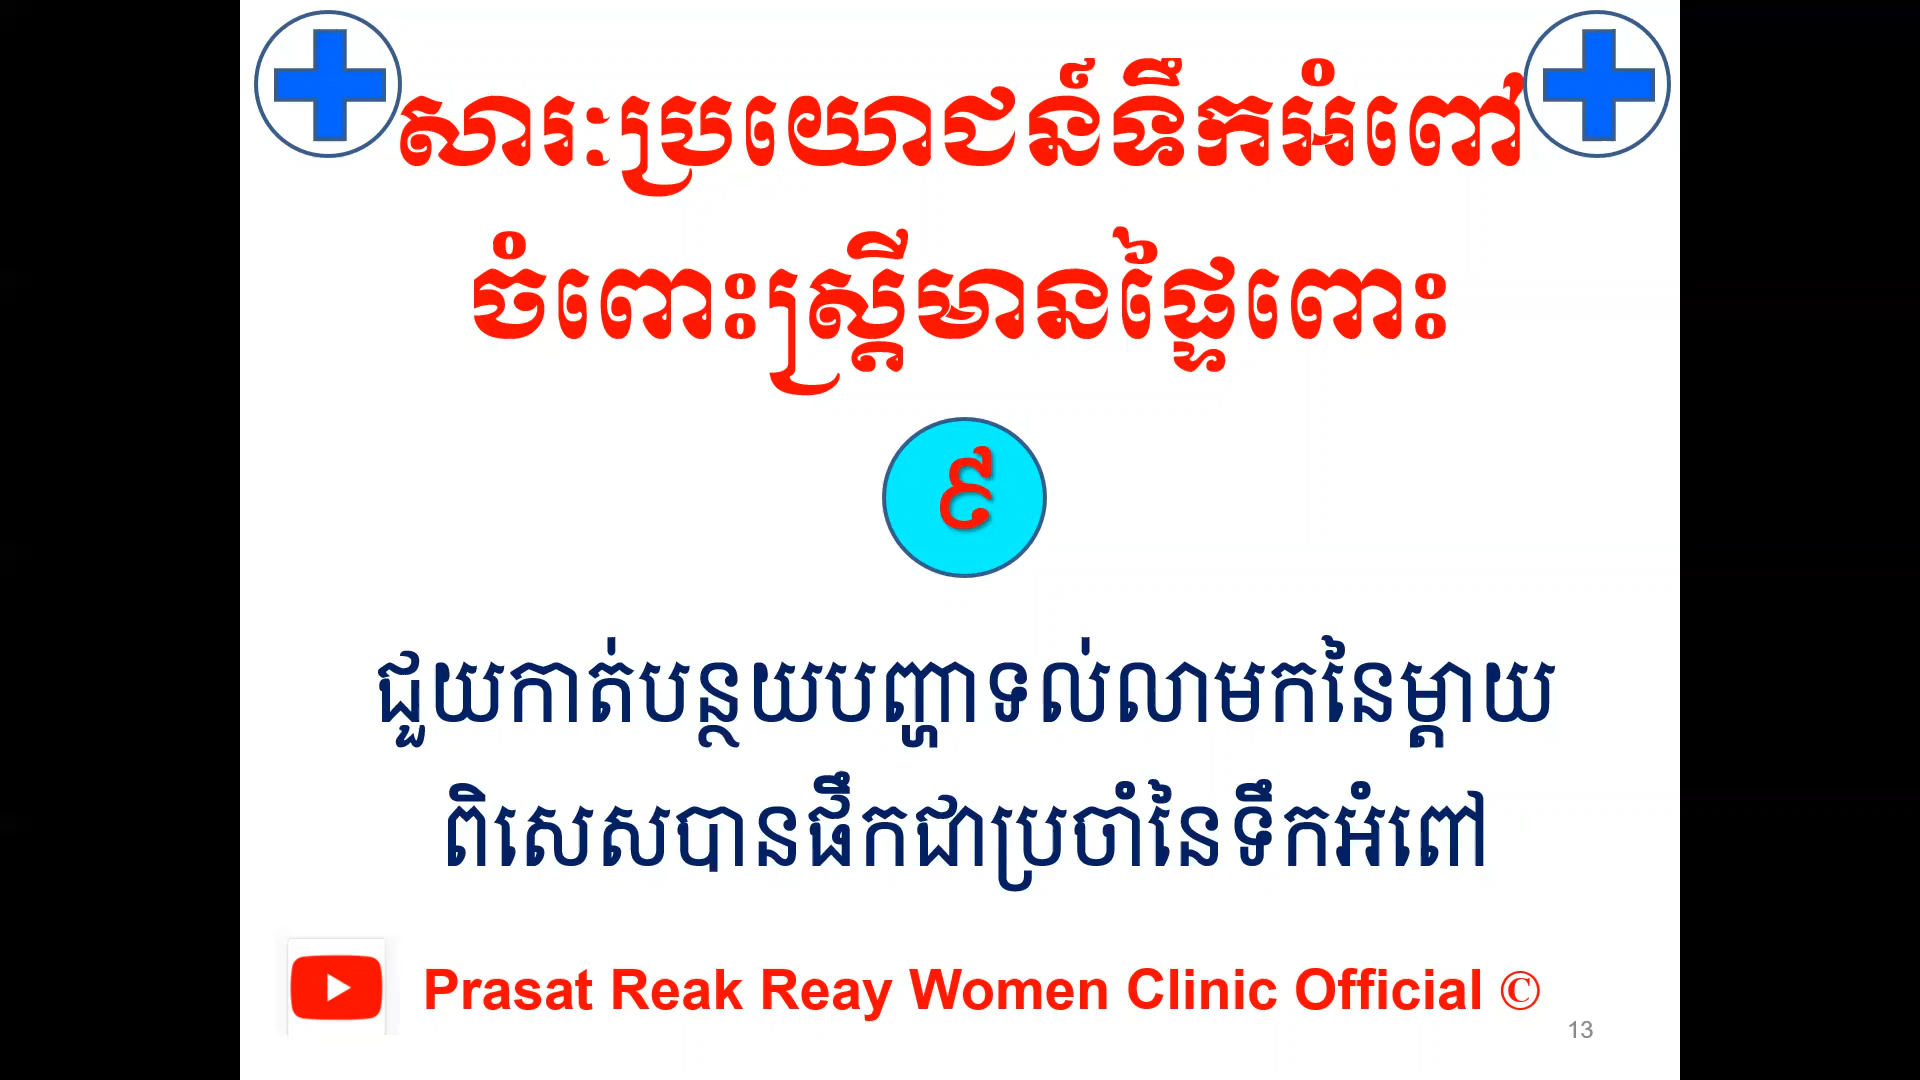 សារៈប្រយោជន៍ទឹកអំពៅ
ចំពោះស្ត្រីមានផ្ទៃពោះ
៩
ជួយកាត់បន្ថយបញ្ហាទល់លាមកនៃម្តាយ
ពិសេសបានផឹកជាប្រចាំនៃទឹកអំពៅ
Prasat Reak Reay Women Clinic Official ©
13